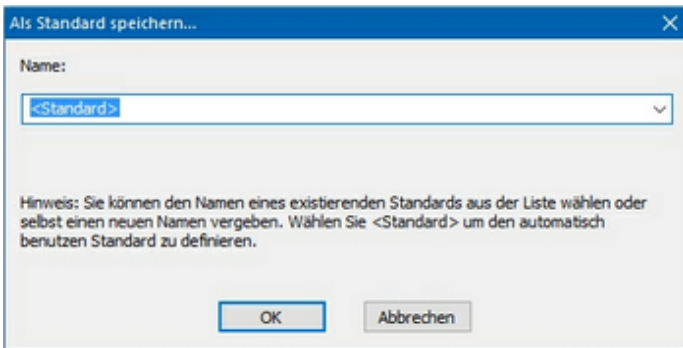 Als Standard speichern...
Name:
<Standard>
Hinweis: Sie können den Namen eines existierenden Standards aus der Liste wählen oder
selbst einen neuen Namen vergeben. Wählen Sie <Standard> um den automatisch
benutzen Standard zu definieren.
OK
Abbrechen